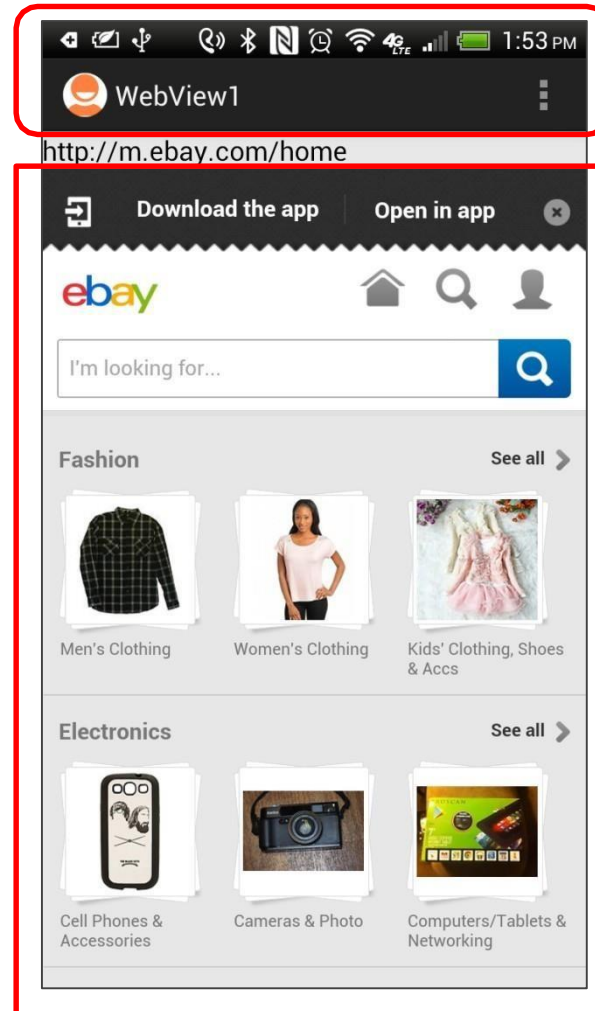 1:53 PM
4G LTE
WebView1
http://m.ebay.com/home
Download the app Open in app
ebay
I'm looking for...
Fashion See all
Men's Clothing Women's Clothing Kids' Clothing, Shoes & Accs
Electronics See all
Cell Phones & Accessories Cameras & Photo Computers/Tablets & Networking